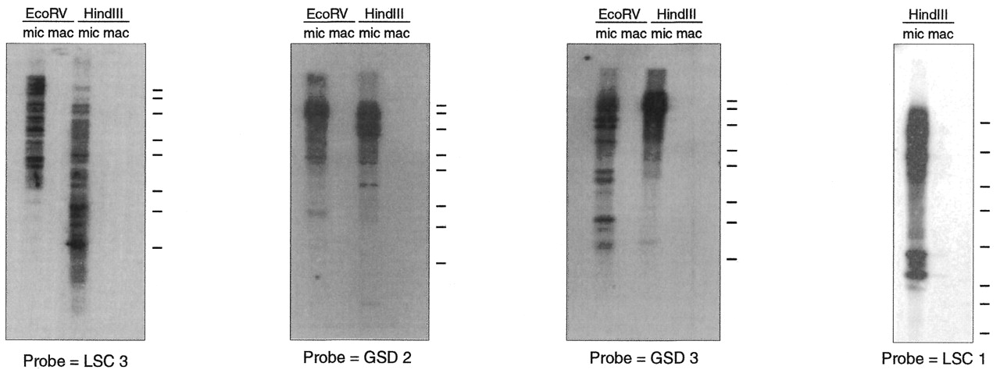 EcoRV HindIII
mic mac mic mac
Probe = LSC 3
EcoRV HindIII
mic mac mic mac
Probe = GSD 2
EcoRV HindIII
mic mac mic mac
Probe = GSD 3
HindIII
mic mac
Probe = LSC 1